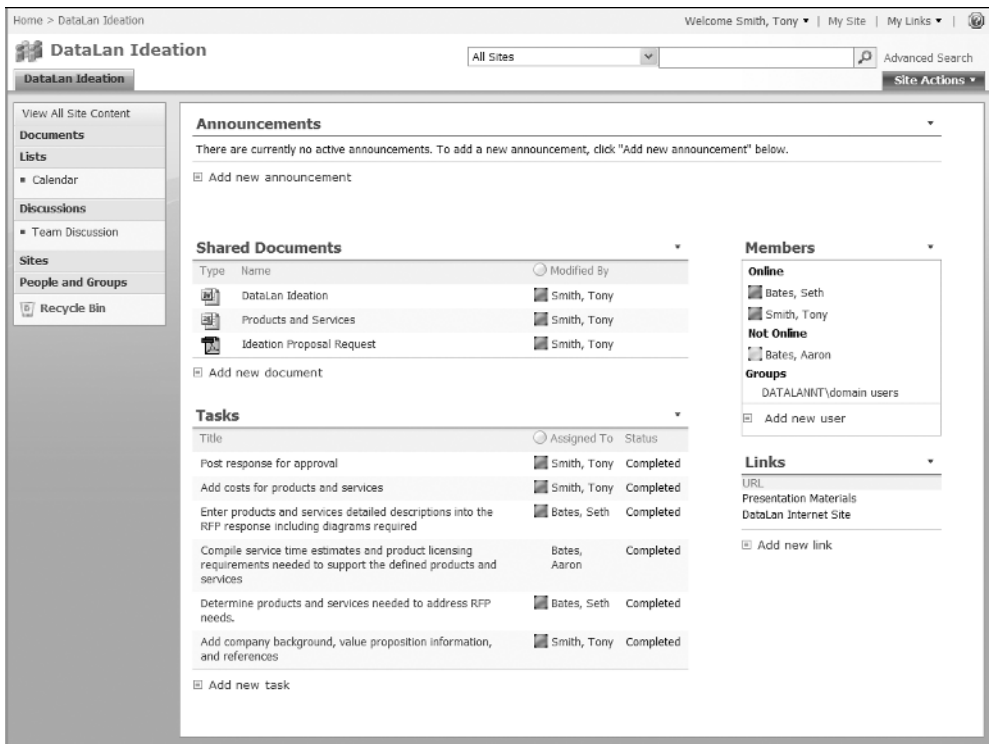 Home > DataLan Ideation
Welcome Smith, Tony | My Site | My Links |
DataLan Ideation
All Sites
Advanced Search
DataLan Ideation
Site Actions
View All Site Content
Documents
Lists
Calendar
Discussions
Team Discussion
Sites
People and Groups
Recycle Bin
Announcements
There are currently no active announcements. To add a new announcement, click "Add new announcement" below.
Add new announcement
Shared Documents
Type Name Modified By
DataLan Ideation Smith, Tony
Products and Services Smith, Tony
Ideation Proposal Request Smith, Tony
Add new document
Tasks
Title Assigned To Status
Post response for approval Smith, Tony Completed
Add costs for products and services Smith, Tony Completed
Enter products and services detailed descriptions into the Bates, Seth Completed
RFP response including diagrams required
Compile service time estimates and product licensing Bates, Completed
requirements needed to support the defined products and Aaron
services
Determine products and services needed to address RFP Bates, Seth Completed
needs.
Add company background, value proposition information, Smith, Tony Completed
and references
Add new task
Members
Online
Bates, Seth
Smith, Tony
Not Online
Bates, Aaron
Groups
DATALANNT\domain users
Add new user
Links
URL
Presentation Materials
DataLan Internet Site
Add new link